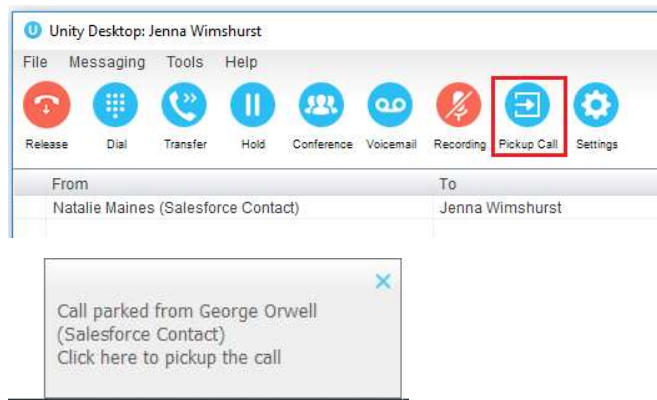 Unity Desktop: Jenna Wimshurst
File Messaging Tools Help
Release Dial Transfer Hold Conference Voicemail Recording Pickup Call Settings
From To
Natalie Maines (Salesforce Contact) Jenna Wimshurst
Call parked from George Orwell
(Salesforce Contact)
Click here to pickup the call